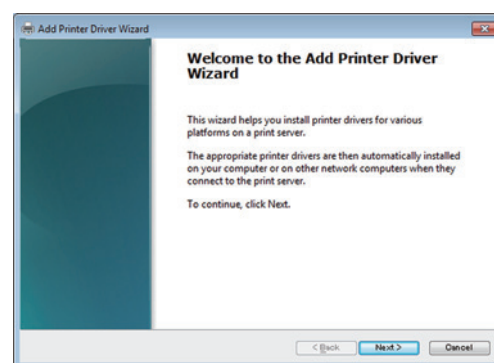 Add Printer Driver Wizard
Welcome to the Add Printer Driver
Wizard
This wizard helps you install printer drivers for various
platforms on a print server.
The appropriate printer drivers are then automatically installed
on your computer or on other network computers when they
connect to the print server.
To continue, click Next.
< Back Next > Cancel